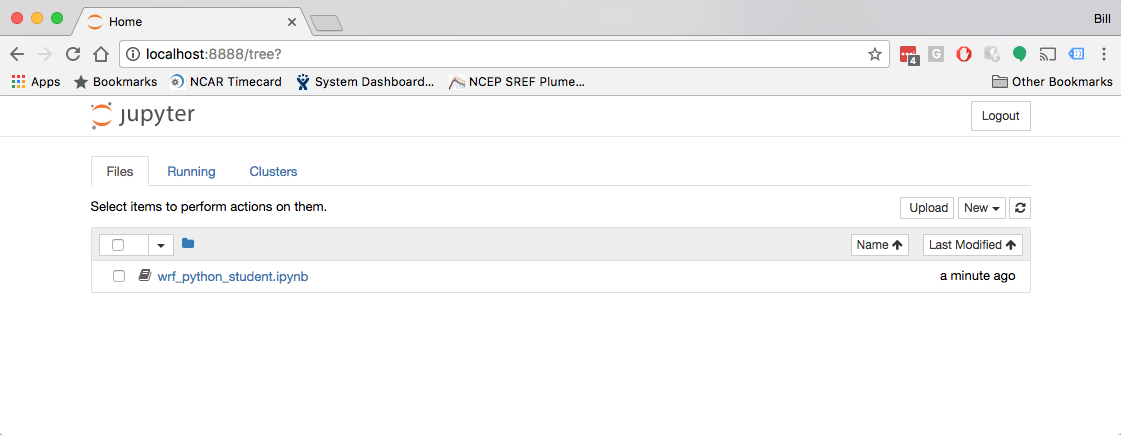 Home
Bill
localhost:8888/tree?
4
G
Apps
Bookmarks
NCAR Timecard
System Dashboard...
NCEP SREF Plume...
Other Bookmarks
jupyter
Logout
Files
Running
Clusters
Select items to perform actions on them.
Upload
New
Name
Last Modified
wrf_python_student.ipynb
a minute ago